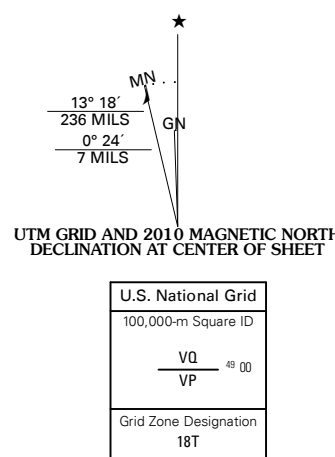 ★
MN
GN
13° 18´
236 MILS
0° 24´
7 MILS
UTM GRID AND 2010 MAGNETIC NORTH
DECLINATION AT CENTER OF SHEET
U.S. National Grid
100,000-m Square ID
VQ
49 00
VP
Grid Zone Designation
18T